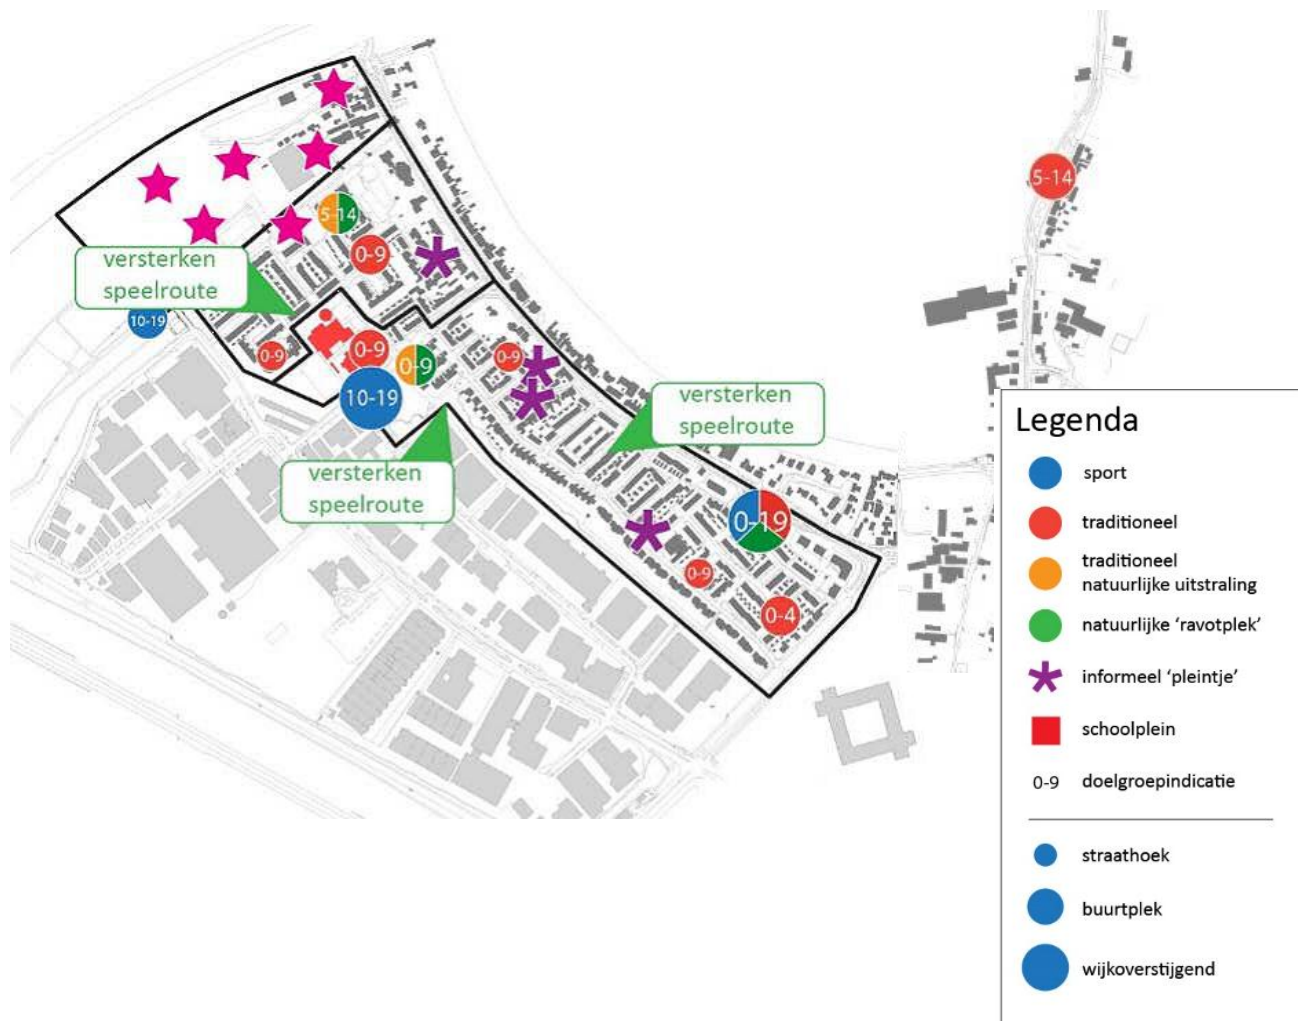 5-14
5-14
0-9
versterken
speelroute
10-19
0-9
0-9
0-9
0-9
10-19
versterken
speelroute
versterken
speelroute
0-19
0-9
0-4
Legenda
sport
traditioneel
traditioneel
natuurlijke uitstraling
natuurlijke ‘ravotplek’
informeel ‘pleintje’
schoolplein
0-9 doelgroepindicatie
straathoek
buurtplek
wijkoverstijgend